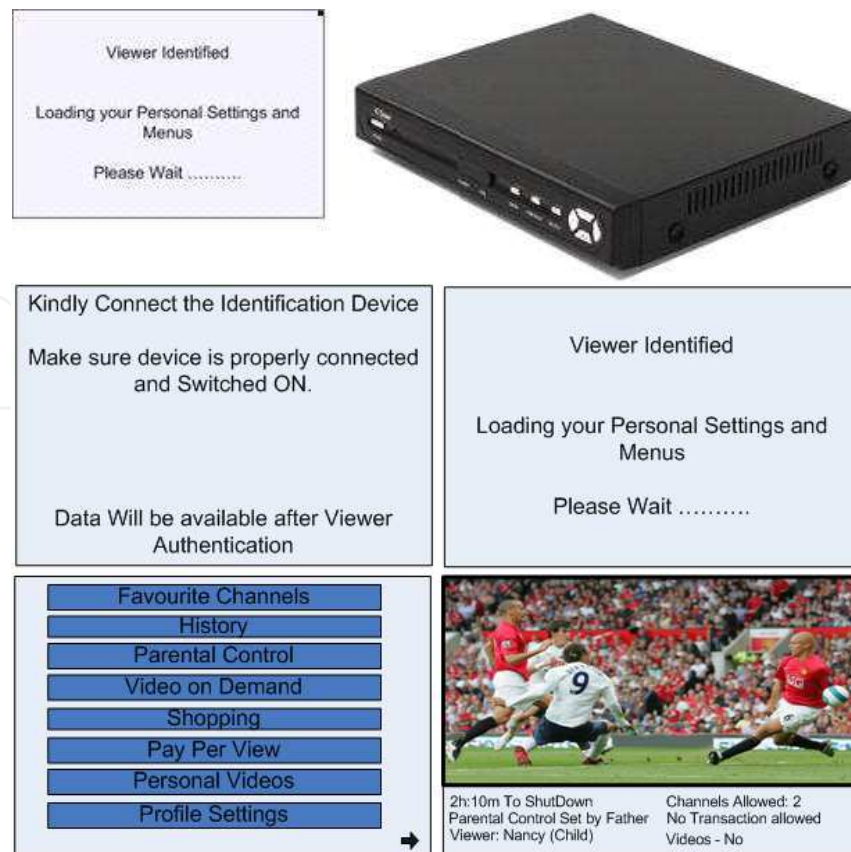 Viewer Identified
Loading your Personal Settings and
Menus
Please Wait ..........
Kindly Connect the Identification Device
Make sure device is properly connected
and Switched ON.
Data Will be available after Viewer
Authentication
Viewer Identified
Loading your Personal Settings and
Menus
Please Wait ..........
Favourite Channels
History
Parental Control
Video on Demand
Shopping
Pay Per View
Personal Videos
Profile Settings
9
2h:10m To ShutDown
Parental Control Set by Father
Viewer: Nancy (Child)
Channels Allowed: 2
No Transaction allowed
Videos - No